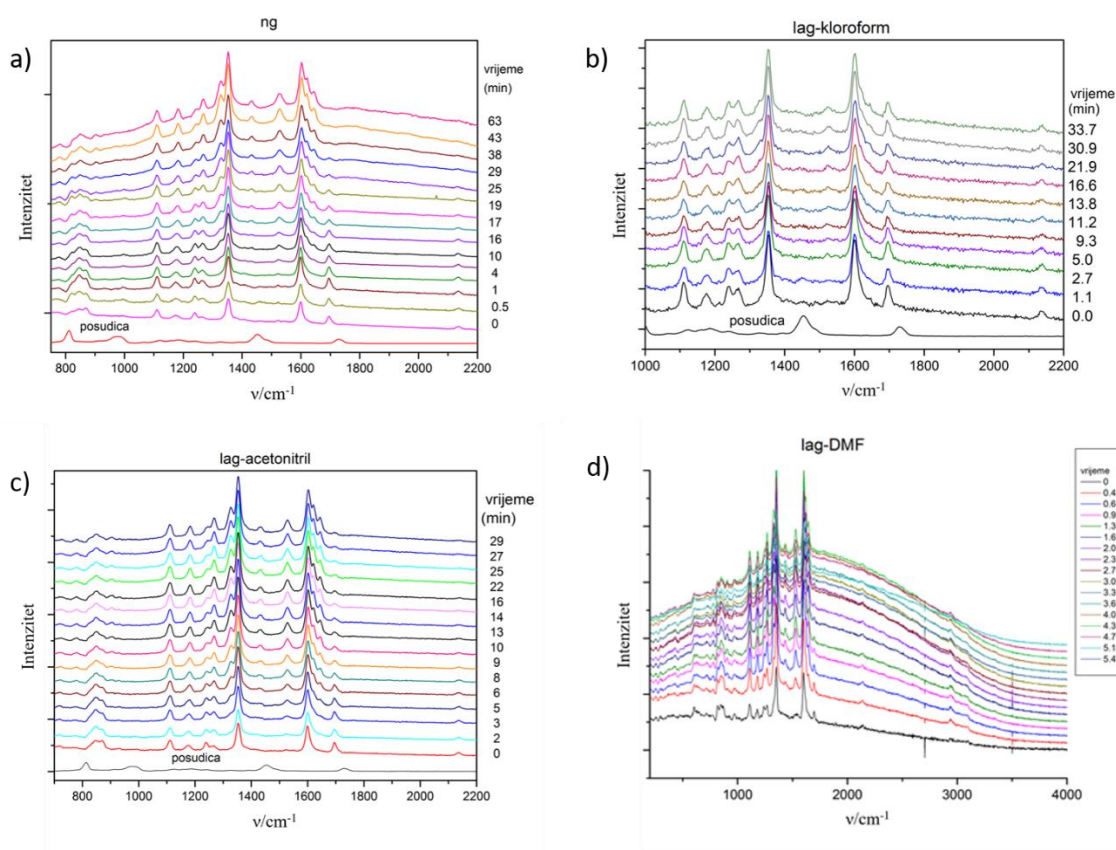 a)
ng
vrijeme
(min)
63
43
38
29
25
19
17
16
10
4
1
0.5
0
posudica
Intenzitet
800 1000 1200 1400 1600 1800 2000 2200
ν/cm-1
b)
lag-kloroform
vrijeme
(min)
33.7
30.9
21.9
16.6
13.8
11.2
9.3
5.0
2.7
1.1
0.0
posudica
Intenzitet
1000 1200 1400 1600 1800 2000 2200
ν/cm-1
c)
lag-acetonitril
vrijeme
(min)
29
27
25
22
16
14
13
10
9
8
6
5
3
2
0
posudica
Intenzitet
800 1000 1200 1400 1600 1800 2000 2200
ν/cm-1
d)
lag-DMF
vrijeme
0
0.4
0.6
0.9
1.3
1.6
2.0
2.3
2.7
3.0
3.3
3.6
4.0
4.3
4.7
5.1
5.4
Intenzitet
1000 2000 3000 4000
ν/cm-1